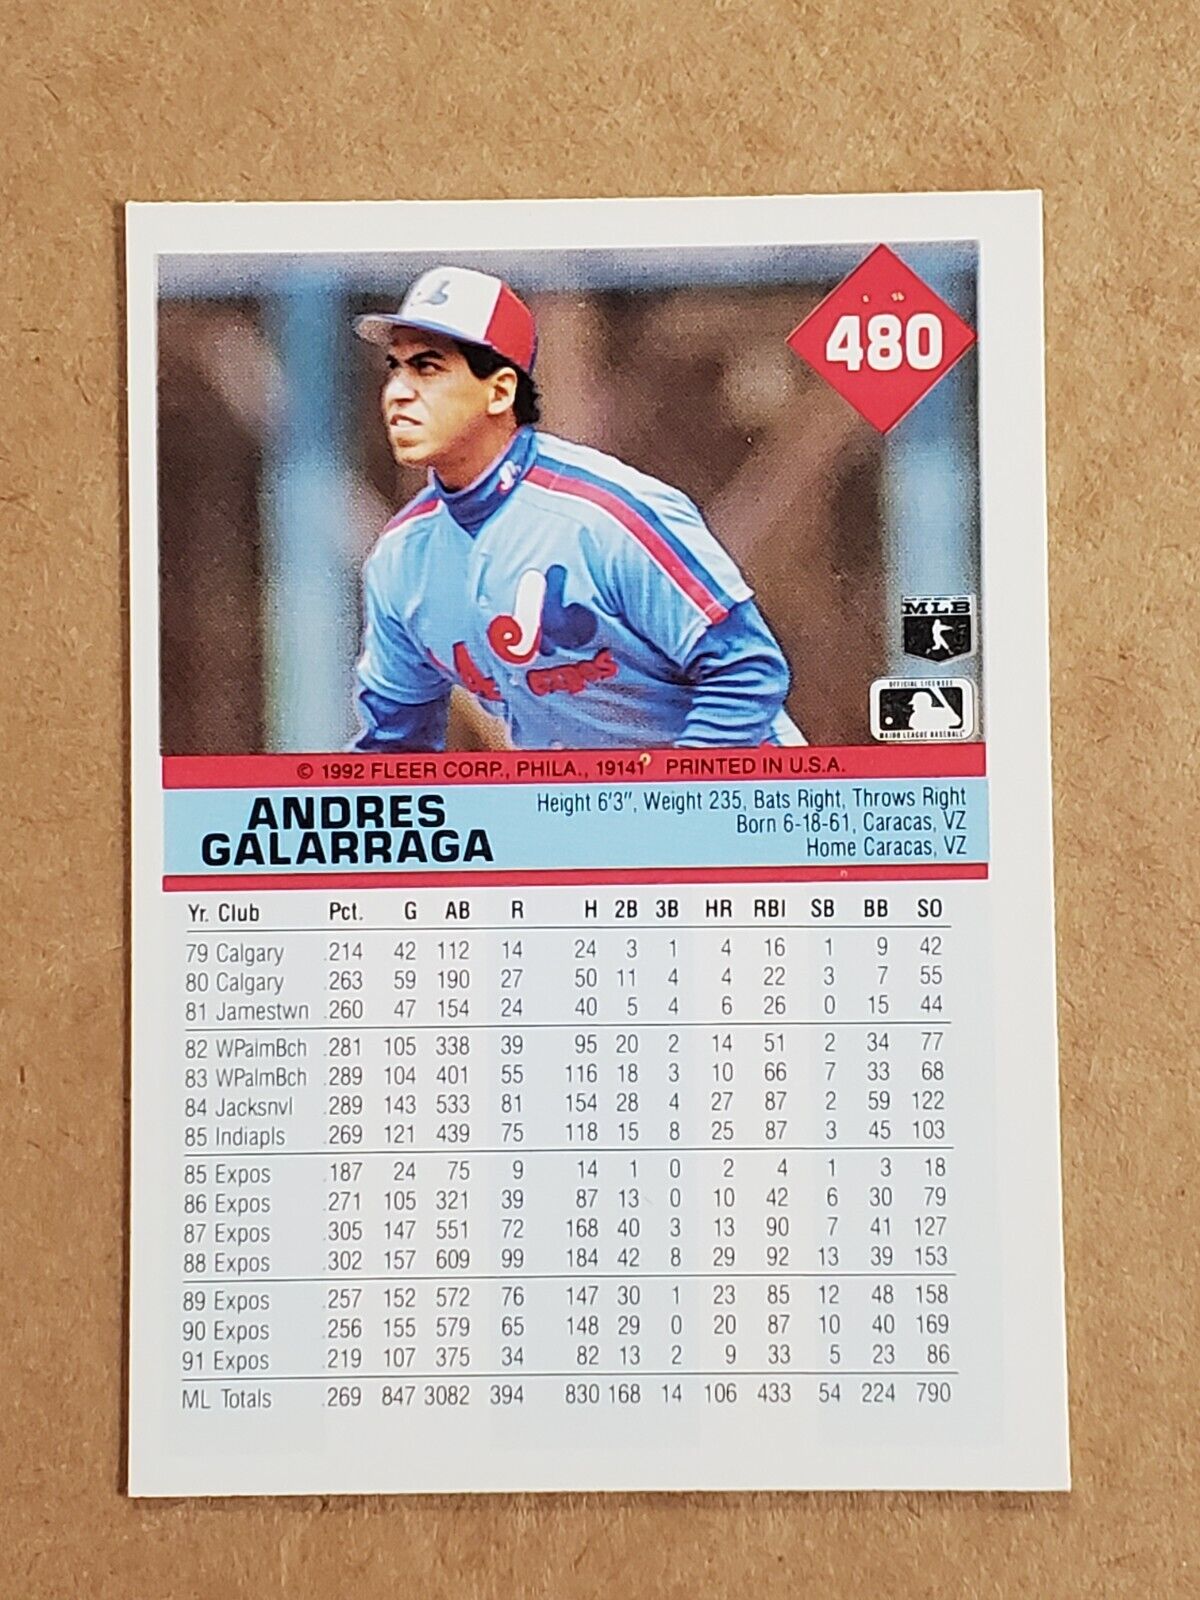 480
14
expos
MLB
OFFICIAL LICENSEE
MAJOR LEAGUE BASEBALL
© 1992 FLEER CORP., PHILA., 19141 PRINTED IN U.S.A.
ANDRES
GALARRAGA
Height 6'3", Weight 235, Bats Right, Throws Right
Born 6-18-61, Caracas, VZ
Home Caracas, VZ
Yr. Club Pct. G AB R H 2B 3B HR RBI SB BB SO
79 Calgary .214 42 112 14 24 3 1 4 16 1 9 42
80 Calgary .263 59 190 27 50 11 4 4 22 3 7 55
81 Jamestwn .260 47 154 24 40 5 4 6 26 0 15 44
82 WPalmBch .281 105 338 39 95 20 2 14 51 2 34 77
83 WPalmBch .289 104 401 55 116 18 3 10 66 7 33 68
84 Jacksnvl .289 143 533 81 154 28 4 27 87 2 59 122
85 Indiapls .269 121 439 75 118 15 8 25 87 3 45 103
85 Expos .187 24 75 9 14 1 0 2 4 1 3 18
86 Expos .271 105 321 39 87 13 0 10 42 6 30 79
87 Expos .305 147 551 72 168 40 3 13 90 7 41 127
88 Expos .302 157 609 99 184 42 8 29 92 13 39 153
89 Expos .257 152 572 76 147 30 1 23 85 12 48 158
90 Expos .256 155 579 65 148 29 0 20 87 10 40 169
91 Expos .219 107 375 34 82 13 2 9 33 5 23 86
ML Totals .269 847 3082 394 830 168 14 106 433 54 224 790